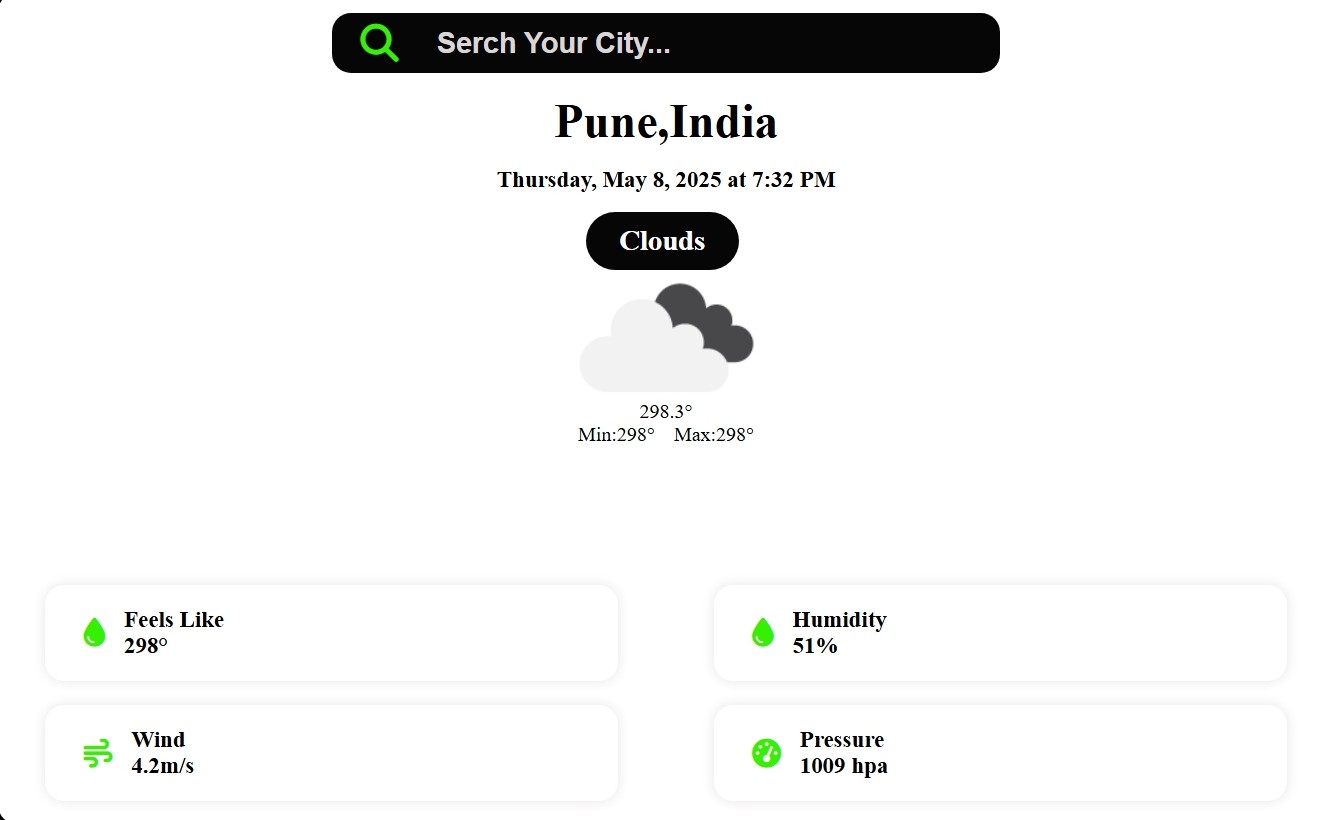 Serch Your City...
Pune,India
Thursday, May 8, 2025 at 7:32 PM
Clouds
298.3°
Min:298° Max:298°
Feels Like
298°
Humidity
51%
Wind
4.2m/s
Pressure
1009 hpa